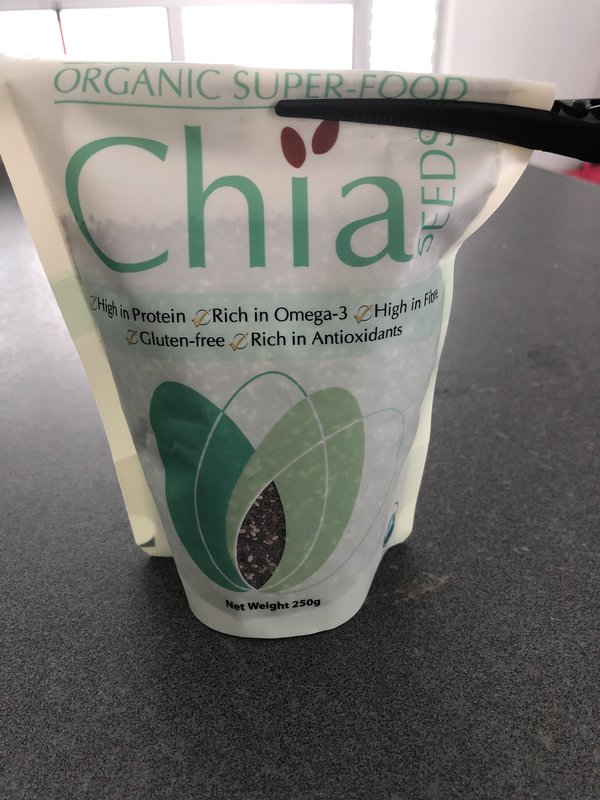 ORGANIC SUPER-FOOD
Chia
SEEDS
High in Protein Rich in Omega-3 High in Fibre
Gluten-free Rich in Antioxidants
Net Weight 250g